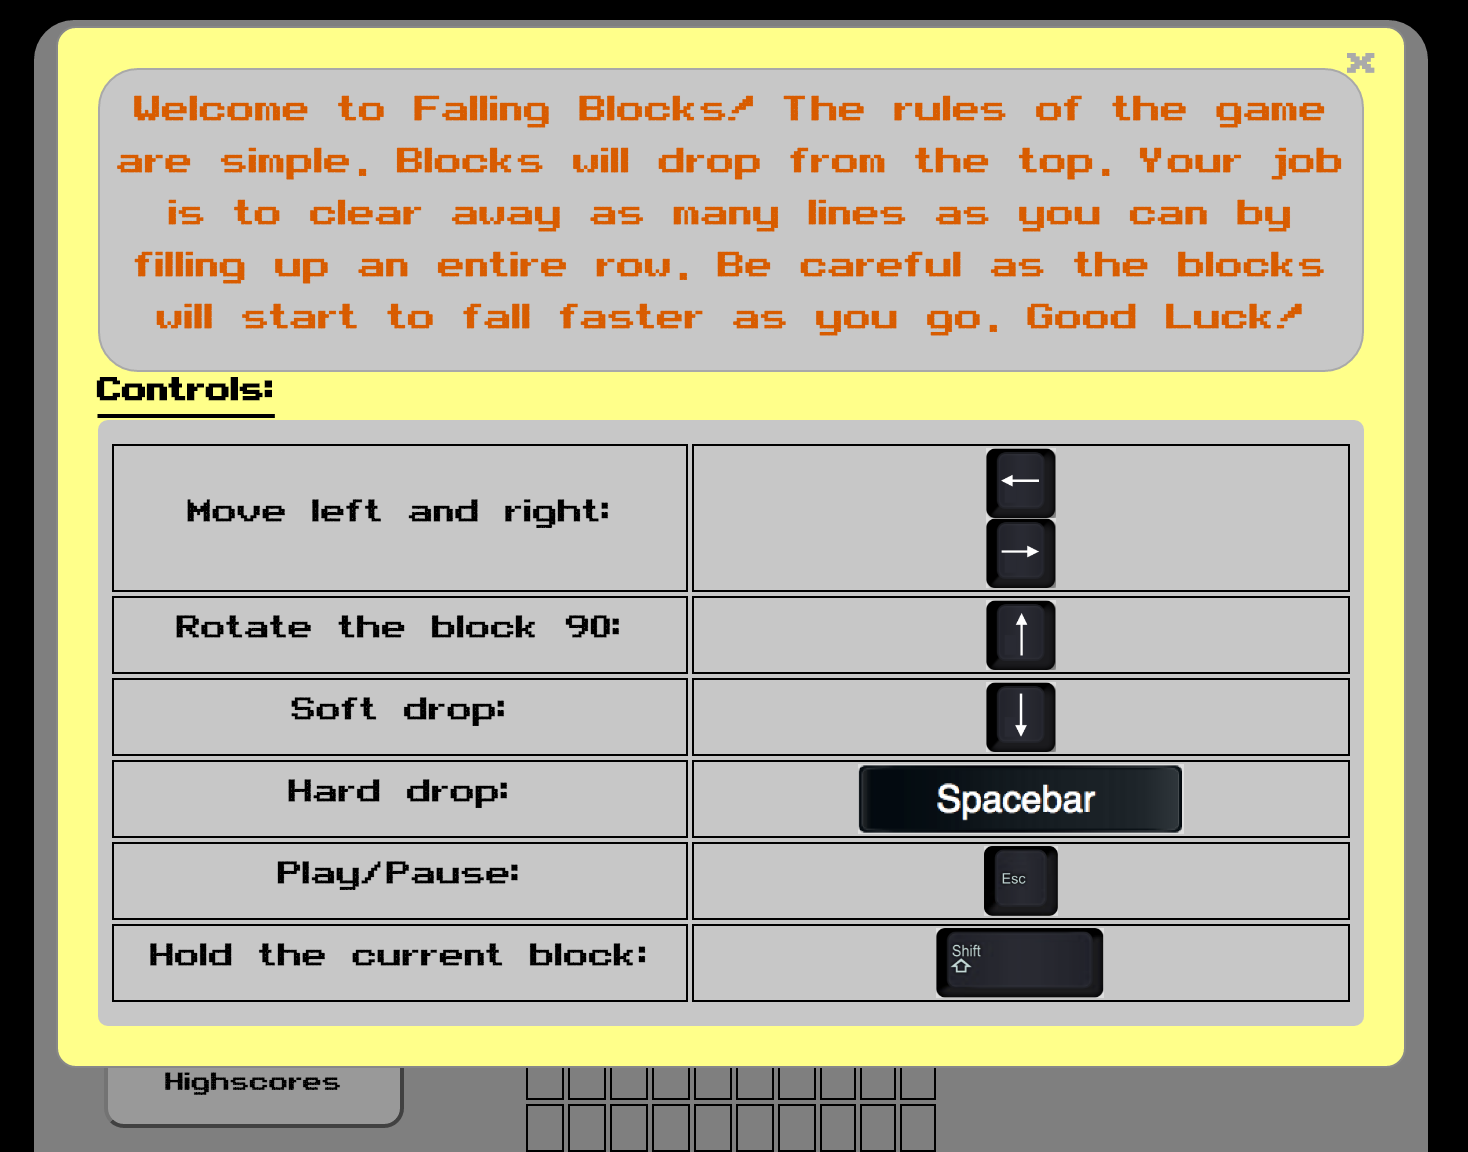 x
Welcome to Falling Blocks! The rules of the game
are simple. Blocks will drop from the top. Your job
is to clear away as many lines as you can by
filling up an entire row. Be careful as the blocks
will start to fall faster as you go. Good Luck!
Controls:
Move left and right:
←
→
Rotate the block 90:
↑
Soft drop:
↓
Hard drop:
Spacebar
Play/Pause:
Esc
Hold the current block:
Shift
⇧
Highscores